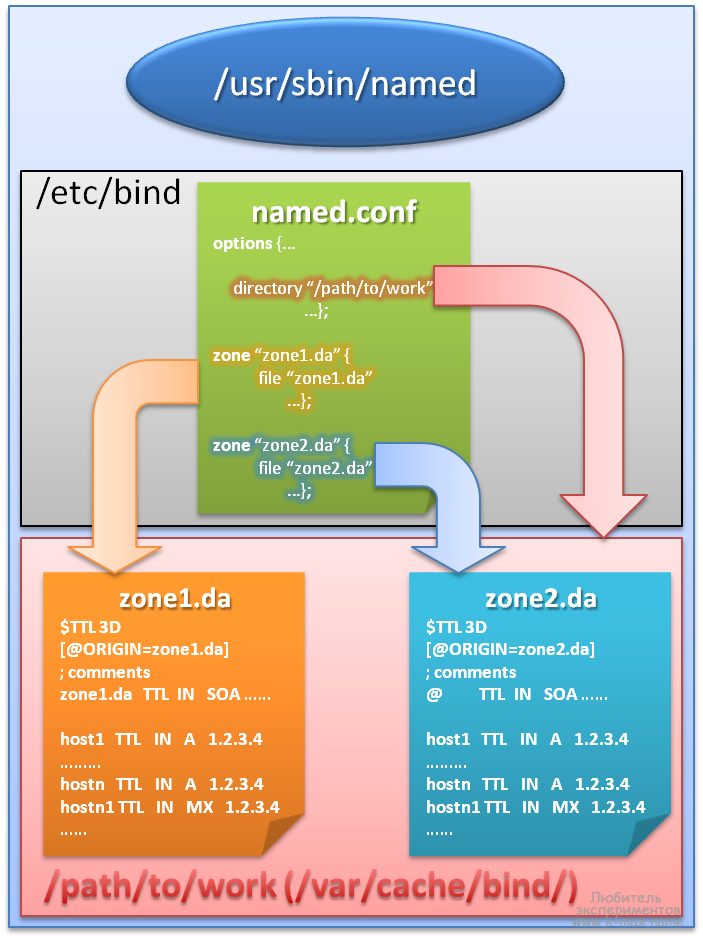 /usr/sbin/named
/etc/bind
named.conf
options {...
directory “/path/to/work”
...};
zone “zone1.da” {
file “zone1.da”
...};
zone “zone2.da” {
file “zone2.da”
...};
zone1.da
$TTL 3D
[@ORIGIN=zone1.da]
; comments
zone1.da TTL IN SOA ......
host1 TTL IN A 1.2.3.4
.........
hostn TTL IN A 1.2.3.4
hostn1 TTL IN MX 1.2.3.4
......
zone2.da
$TTL 3D
[@ORIGIN=zone2.da]
; comments
@ TTL IN SOA ......
host1 TTL IN A 1.2.3.4
.........
hostn TTL IN A 1.2.3.4
hostn1 TTL IN MX 1.2.3.4
......
/path/to/work (/var/cache/bind/)
Любитель
экспериментов